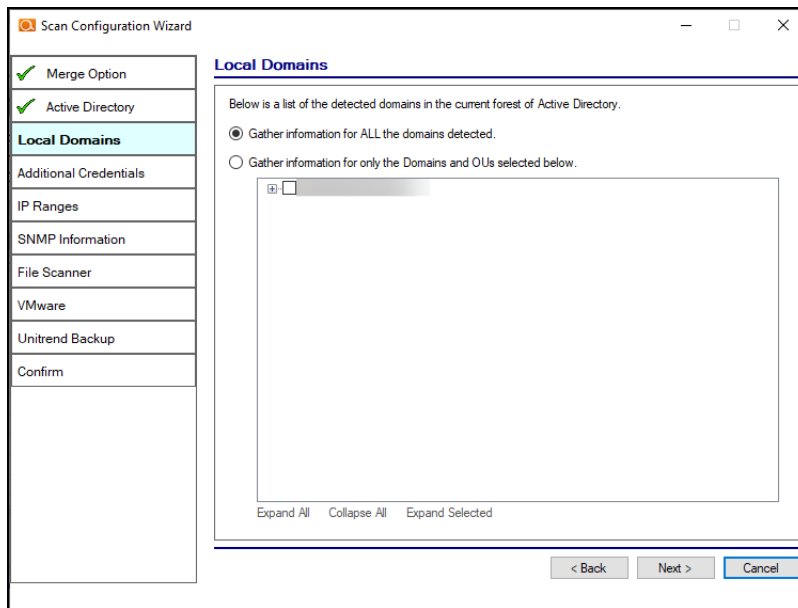 Scan Configuration Wizard
Merge Option
Active Directory
Local Domains
Additional Credentials
IP Ranges
SNMP Information
File Scanner
VMware
Unitrend Backup
Confirm
Local Domains
Below is a list of the detected domains in the current forest of Active Directory.
Gather information for ALL the domains detected.
Gather information for only the Domains and OUs selected below.
Expand All Collapse All Expand Selected
< Back Next > Cancel